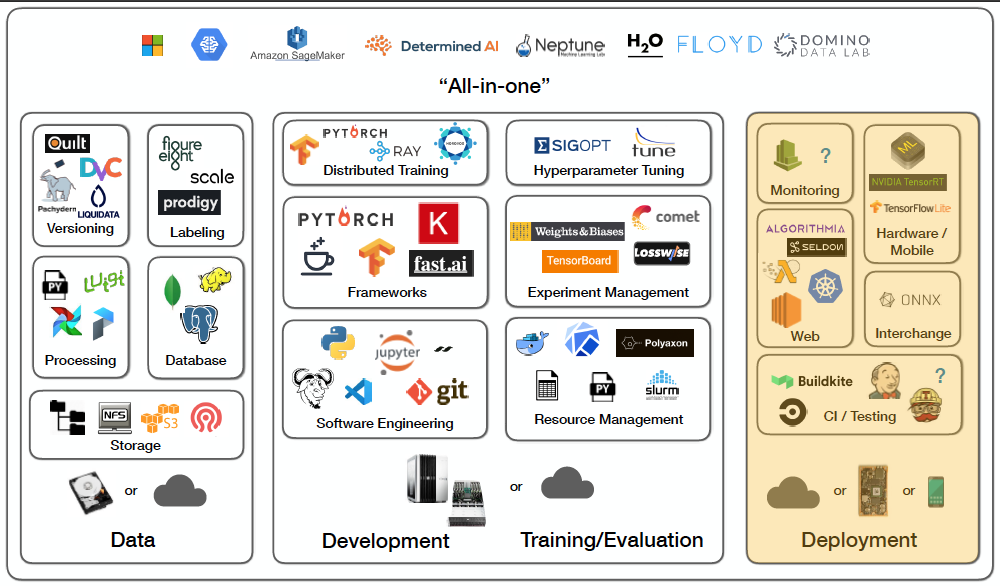 Amazon SageMaker
Determined AI
Neptune
Machine Learning Lab
H2O
FLOYD
DOMINO
DATA LAB
“All-in-one”
Quilt
DVC
Pachyderm
LIQUIDATA
Versioning
figure
eight
scale
prodigy
Labeling
PY
LUIGI
Processing
Database
NFS
S3
Storage
or
Data
PYTORCH
RAY
HOROVOD
Distributed Training
SIGOPT
tune
Hyperparameter Tuning
PYTORCH
K
fast.ai
Frameworks
Weights & Biases
comet
TensorBoard
LOSSWISE
Experiment Management
jupyter
git
Software Engineering
Polyaxon
PY
slurm
Resource Management
or
Development
Training/Evaluation
?
Monitoring
ML
NVIDIA TensorRT
TensorFlowLite
Hardware /
Mobile
ALGORITHMIA
SELDON
Web
ONNX
Interchange
Buildkite
?
CI / Testing
or
or
Deployment